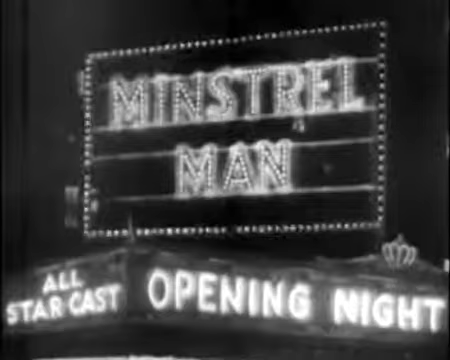 MINSTREL
MAN
ALL
STAR CAST
OPENING NIGHT